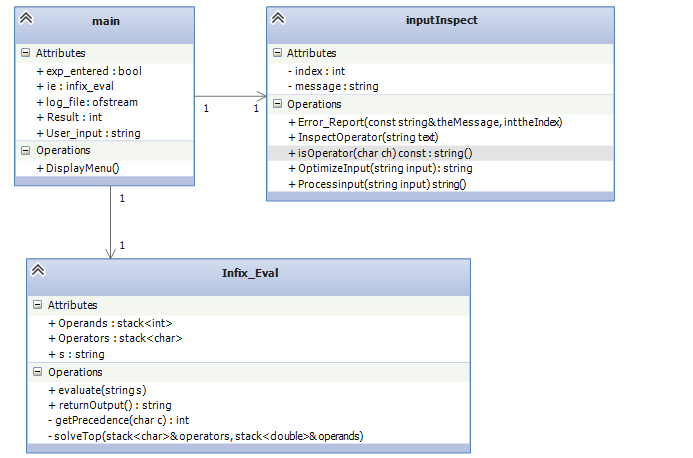 main
Attributes
+ exp_entered : bool
+ ie : infix_eval
+ log_file: ofstream
+ Result : int
+ User_input : string
Operations
+ DisplayMenu()
inputInspect
Attributes
- index : int
- message : string
Operations
+ Error_Report(const string& theMessage, int theIndex)
+ InspectOperator(string text)
+ isOperator(char ch) const : string()
+ OptimizeInput(string input) : string
+ Processinput(string input) string()
1
1
1
1
Infix_Eval
Attributes
+ Operands : stack<int>
+ Operators : stack<char>
+ s : string
Operations
+ evaluate(string s)
+ returnOutput() : string
- getPrecedence(char c) : int
- solveTop(stack<char>& operators, stack<double>& operands)